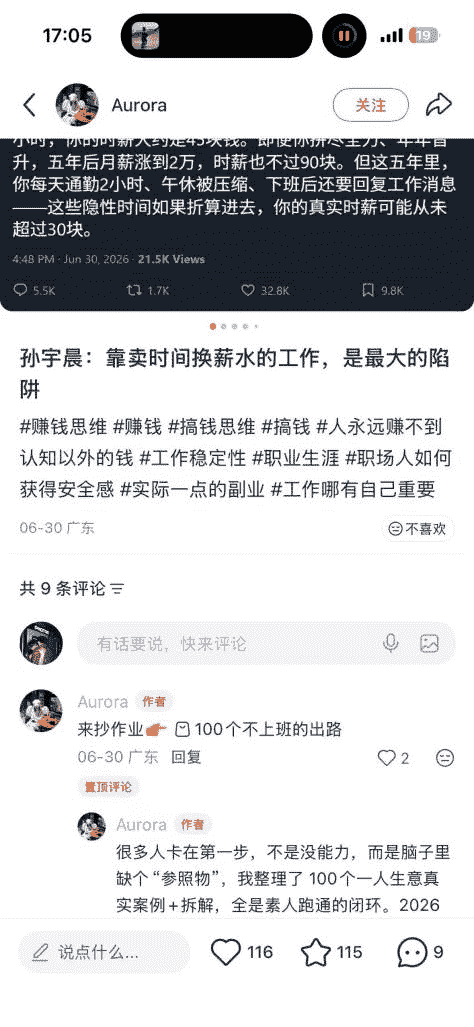 17:05
19
Aurora
关注
小时，你的时薪大约是45块钱。即便你拼尽全力、年年晋
升，五年后月薪涨到2万，时薪也不过90块。但这五年里，
你每天通勤2小时、午休被压缩、下班后还要回复工作消息
——这些隐性时间如果折算进去，你的真实时薪可能从未
超过30块。
4:48 PM · Jun 30, 2026 · 21.5K Views
5.5K
1.7K
32.8K
9.8K
孙宇晨：靠卖时间换薪水的工作，是最大的陷
阱
#赚钱思维 #赚钱 #搞钱思维 #搞钱 #人永远赚不到
认知以外的钱 #工作稳定性 #职业生涯 #职场人如何
获得安全感 #实际一点的副业 #工作哪有自己重要
06-30 广东
不喜欢
共 9 条评论
有话要说，快来评论
Aurora 作者
来抄作业 100个不上班的出路
06-30 广东 回复
2
置顶评论
Aurora 作者
很多人卡在第一步，不是没能力，而是脑子里
缺个“参照物”，我整理了 100个一人生意真
实案例+拆解，全是素人跑通的闭环。2026
说点什么...
116
115
9